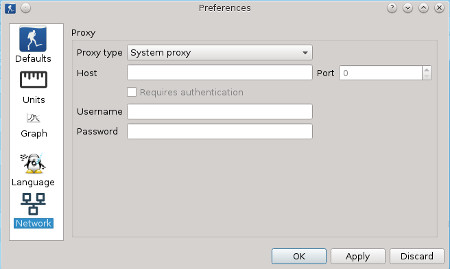 Preferences
Proxy
Defaults
Units
Graph
Language
Network
Proxy type System proxy
Host Port 0
Requires authentication
Username
Password
OK Apply Discard